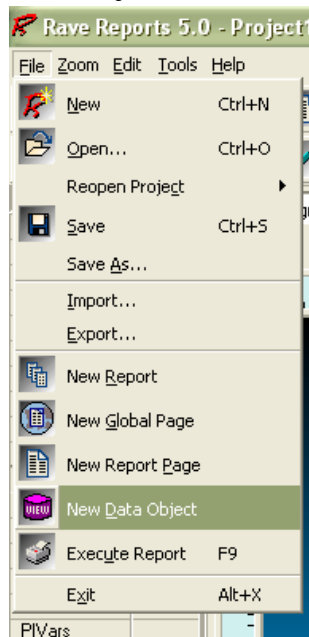 Rave Reports 5.0 - Project1
File Zoom Edit Tools Help
New Ctrl+N
Open... Ctrl+O
Reopen Project
Save Ctrl+S
Save As...
Import...
Export...
New Report
New Global Page
New Report Page
VIEW New Data Object
Execute Report F9
Exit Alt+X
PIVars